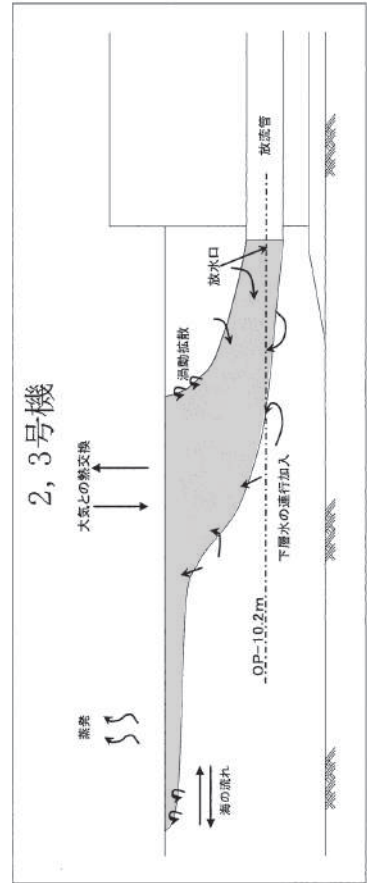 2,3号機
蒸発
大気との熱交換
渦動拡散
放水口
放流管
海の流れ
OP-10.2m
下層水の連行加入